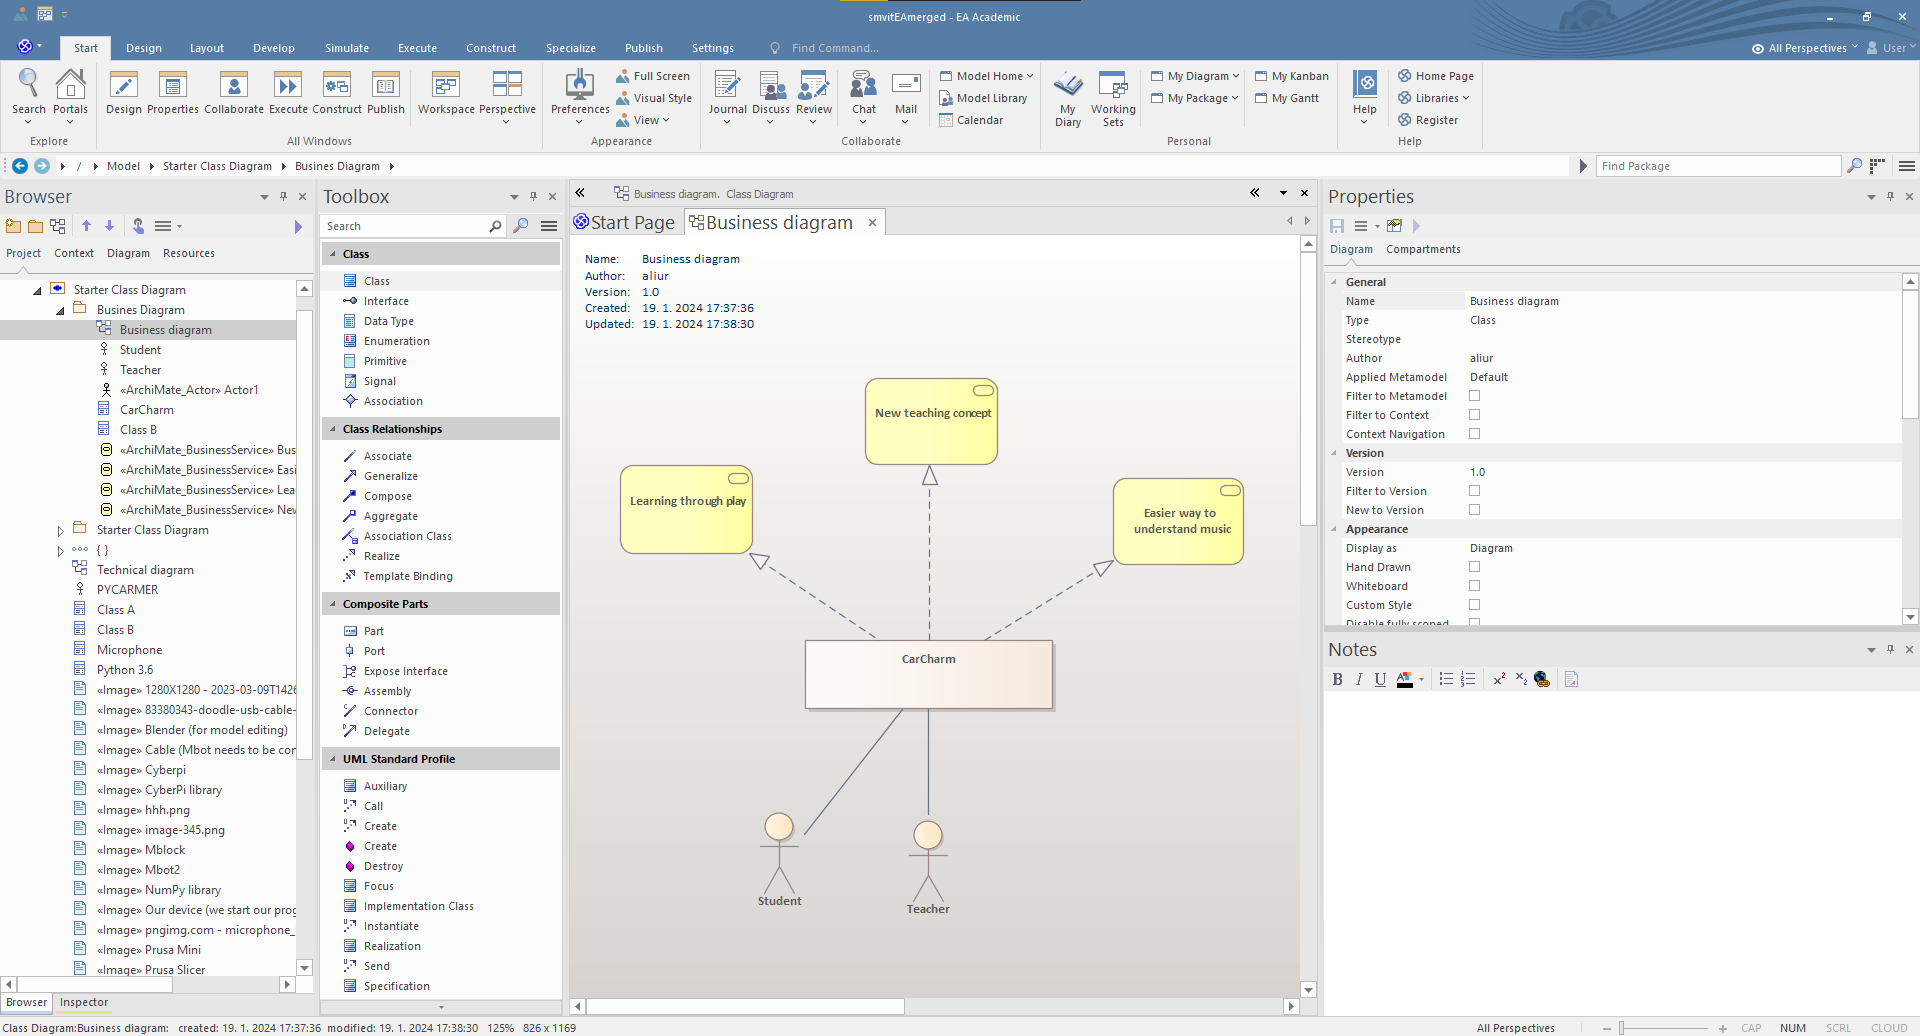 smvitEAmerged - EA Academic
Start Design Layout Develop Simulate Execute Construct Specialize Publish Settings Find Command... All Perspectives User
Search Portals Design Properties Collaborate Execute Construct Publish Workspace Perspective Preferences Full Screen Visual Style View Journal Discuss Review Chat Mail Model Home Model Library Calendar My Diary Working Sets My Diagram My Package My Kanban My Gantt Help Home Page Libraries Register
Explore All Windows Appearance Collaborate Personal Help
/ Model Starter Class Diagram Busines Diagram Find Package
Browser
Project Context Diagram Resources
Starter Class Diagram
Busines Diagram
Business diagram
Student
Teacher
«ArchiMate_Actor» Actor1
CarCharm
Class B
«ArchiMate_BusinessService» Bus
«ArchiMate_BusinessService» Easi
«ArchiMate_BusinessService» Lea
«ArchiMate_BusinessService» Nev
Starter Class Diagram
{ }
Technical diagram
PYCARMER
Class A
Class B
Microphone
Python 3.6
«Image» 1280X1280 - 2023-03-09T1426
«Image» 83380343-doodle-usb-cable-
«Image» Blender (for model editing)
«Image» Cable (Mbot needs to be cor
«Image» Cyberpi
«Image» CyberPi library
«Image» hhh.png
«Image» image-345.png
«Image» Mblock
«Image» Mbot2
«Image» NumPy library
«Image» Our device (we start our prog
«Image» pngimg.com - microphone_
«Image» Prusa Mini
«Image» Prusa Slicer
Browser Inspector
Toolbox
Search
Class
Class
Interface
Data Type
Enumeration
Primitive
Signal
Association
Class Relationships
Associate
Generalize
Compose
Aggregate
Association Class
Realize
Template Binding
Composite Parts
Part
Port
Expose Interface
Assembly
Connector
Delegate
UML Standard Profile
Auxiliary
Call
Create
Create
Destroy
Focus
Implementation Class
Instantiate
Realization
Send
Specification
Business diagram. Class Diagram
Start Page Business diagram
Name: Business diagram
Author: aliur
Version: 1.0
Created: 19. 1. 2024 17:37:36
Updated: 19. 1. 2024 17:38:30
New teaching concept
Learning through play
Easier way to
understand music
CarCharm
Student
Teacher
Properties
Diagram Compartments
General
Name Business diagram
Type Class
Stereotype
Author aliur
Applied Metamodel Default
Filter to Metamodel
Filter to Context
Context Navigation
Version
Version 1.0
Filter to Version
New to Version
Appearance
Display as Diagram
Hand Drawn
Whiteboard
Custom Style
Disable fully scoped
Notes
B I U A
Class Diagram:Business diagram: created: 19. 1. 2024 17:37:36 modified: 19. 1. 2024 17:38:30 125% 826 x 1169 All Perspectives CAP NUM SCRL CLOUD